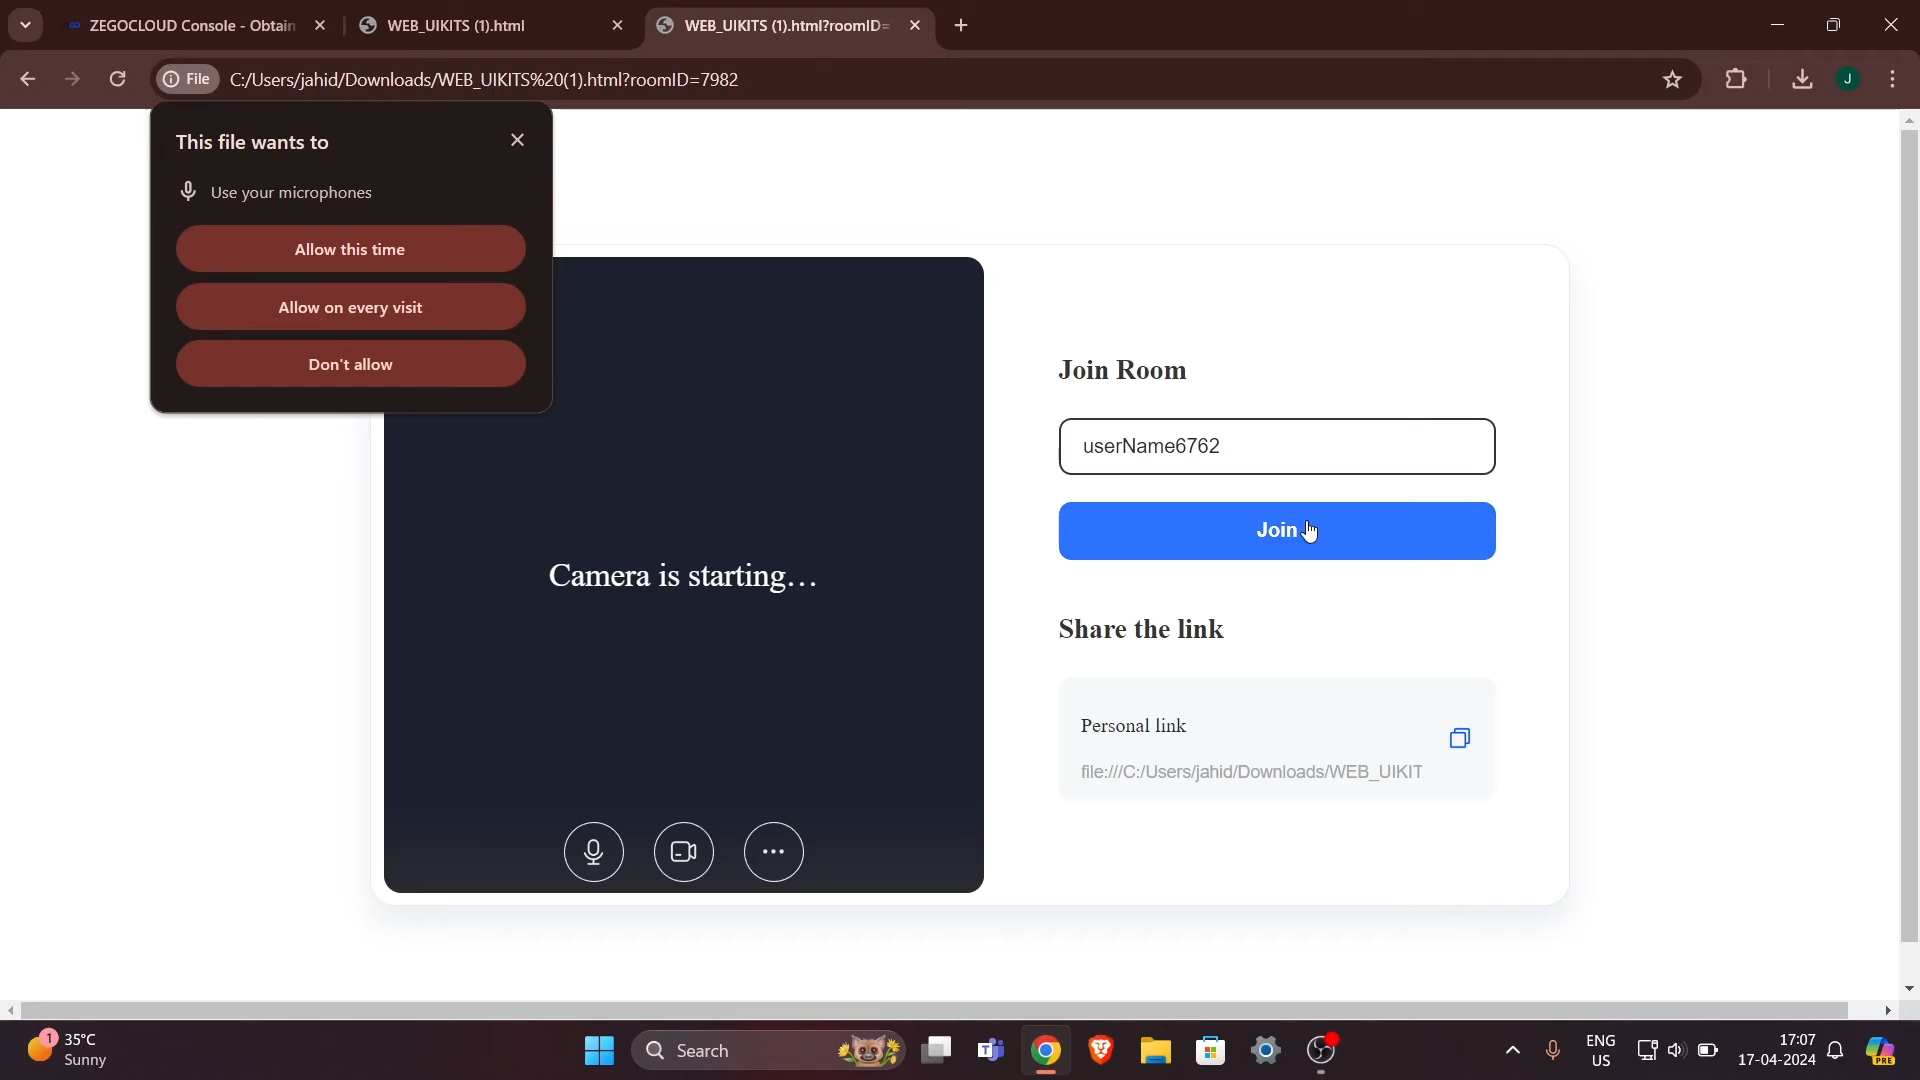 ZEGOCLOUD Console - Obtain
WEB_UIKITS (1).html
WEB_UIKITS (1).html?roomID=
File
C:/Users/jahid/Downloads/WEB_UIKITS%20(1).html?roomID=7982
J
This file wants to
Use your microphones
Allow this time
Allow on every visit
Don't allow
Camera is starting...
Join Room
userName6762
Join
Share the link
Personal link
file:///C:/Users/jahid/Downloads/WEB_UIKIT
1
35°C
Sunny
Search
ENG
US
17:07
17-04-2024
PRE